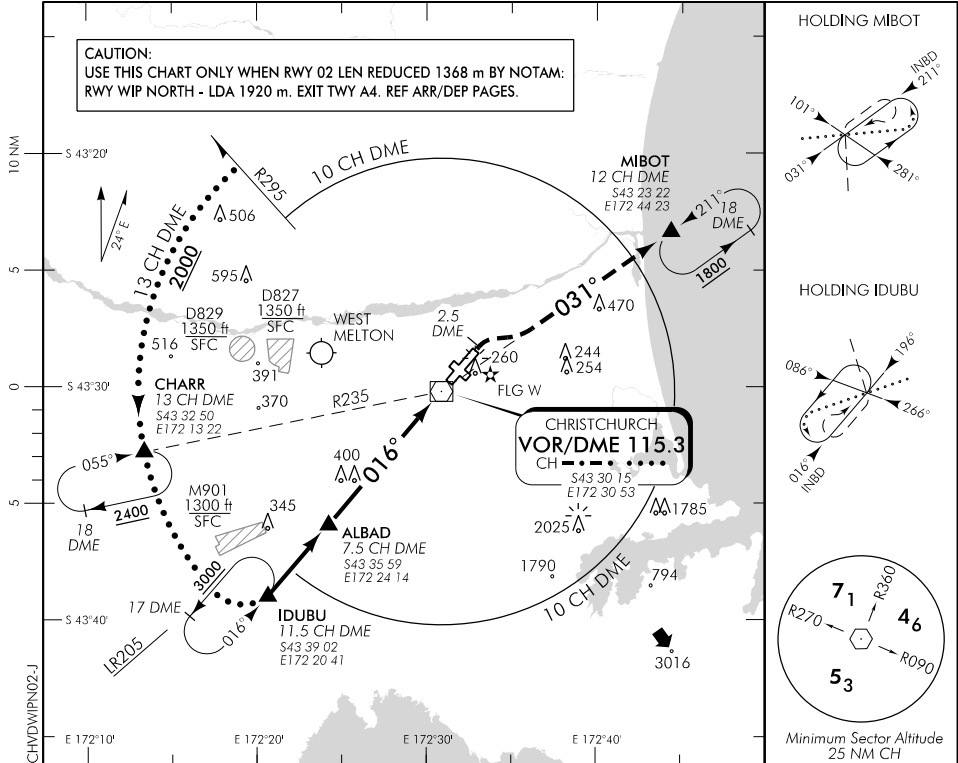 CAUTION:
USE THIS CHART ONLY WHEN RWY 02 LEN REDUCED 1368 m BY NOTAM:
RWY WIP NORTH - LDA 1920 m. EXIT TWY A4. REF ARR/DEP PAGES.
10 NM
S 43°20'
24° E
R295
10 CH DME
MIBOT
12 CH DME
S43 23 22
E172 44 23
211°
18
DME
1800
506
13 CH DME
2000
595
5
D829
1350 ft
SFC
D827
1350 ft
SFC
WEST
MELTON
2.5
DME
031°
470
516
391
370
260
244
254
FLG W
0
S 43°30'
CHARR
13 CH DME
S43 32 50
E172 13 22
R235
CHRISTCHURCH
VOR/DME 115.3
CH
S43 30 15
E172 30 53
055°
18
DME
2400
400
016°
5
M901
1300 ft
SFC
345
ALBAD
7.5 CH DME
S43 35 59
E172 24 14
2025
1785
1790
794
10 CH DME
3000
17 DME
016°
LR205
IDUBU
11.5 CH DME
S43 39 02
E172 20 41
S 43°40'
3016
CHVDWIPN02-J
E 172°10'
E 172°20'
E 172°30'
E 172°40'
HOLDING MIBOT
INBD
211°
101°
031°
281°
HOLDING IDUBU
196°
086°
266°
016°
INBD
7 1
R360
R270
4 6
R090
5 3
Minimum Sector Altitude
25 NM CH